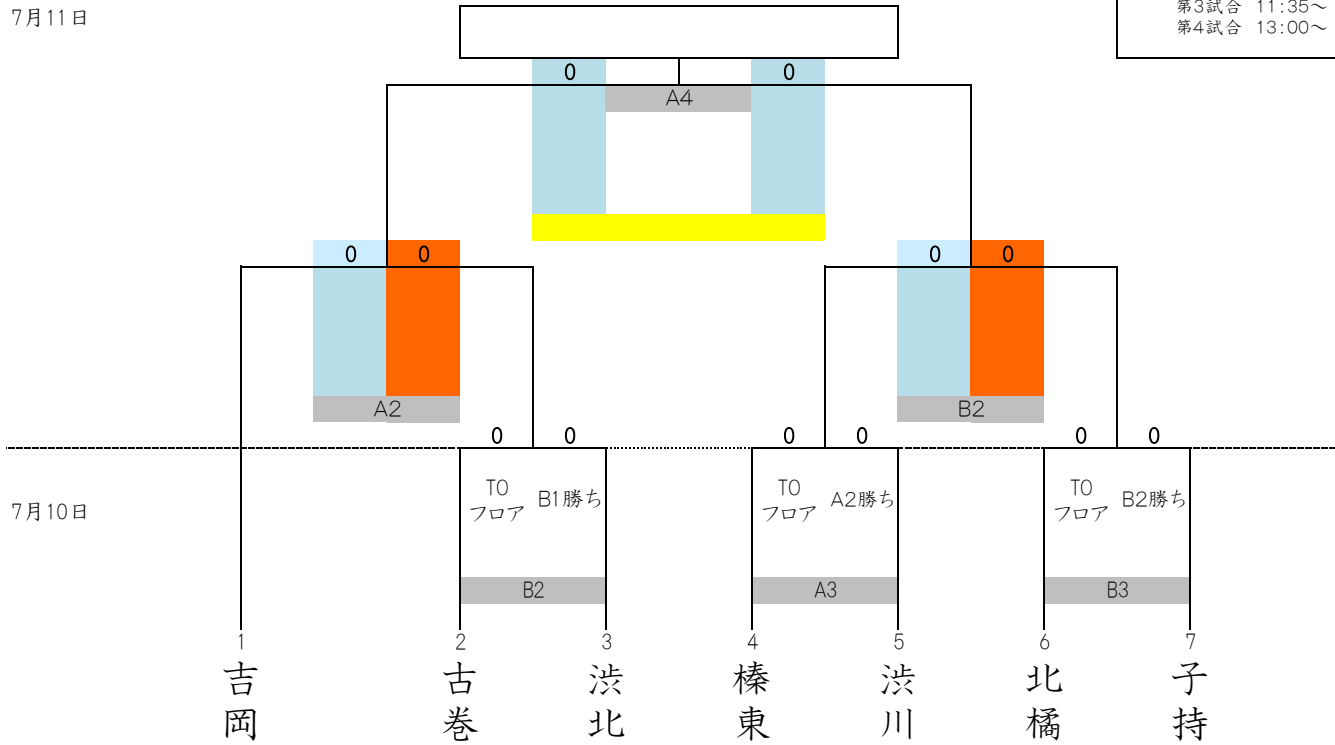 7月11日
第3試合 11:35～
第4試合 13:00～
0 0
A4
0 0 0 0
A2 B2
0 0 0 0 0 0
7月10日
TO フロア B1勝ち TO フロア A2勝ち TO フロア B2勝ち
B2 A3 B3
1 2 3 4 5 6 7
吉岡 古巻 渋北 榛東 渋川 北橘 子持